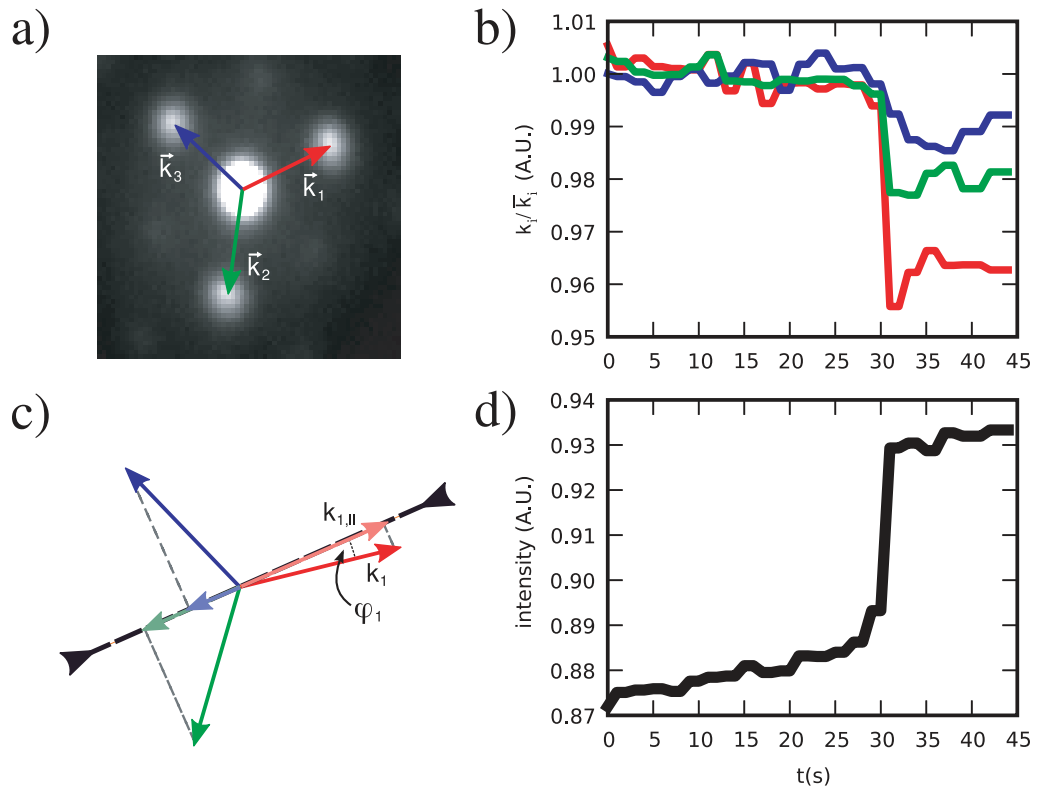 a)
k⃗₃
k⃗₁
k⃗₂
b)
kᵢ/k̅ᵢ (A.U.)
1.01
1.00
0.99
0.98
0.97
0.96
0.95
0 5 10 15 20 25 30 35 40 45
c)
k₁,ǁ
k₁
φ₁
d)
intensity (A.U.)
0.94
0.93
0.92
0.91
0.90
0.89
0.88
0.87
0 5 10 15 20 25 30 35 40 45
t(s)